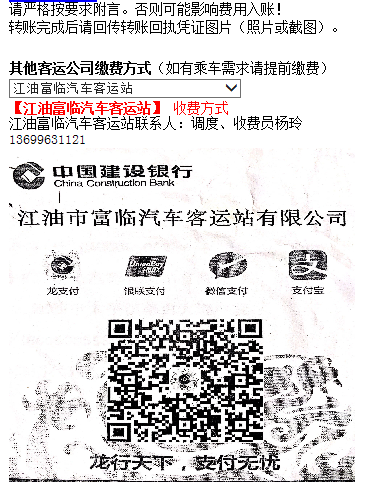 请严格按要求附言。否则可能影响费用入账！
转账完成后请回传转账回执凭证图片（照片或截图）。
其他客运公司缴费方式（如有乘车需求请提前缴费）
江油富临汽车客运站
【江油富临汽车客运站】 收费方式
江油富临汽车客运站联系人：调度、收费员杨玲
13699631121
中国建设银行
China Construction Bank
江油市富临汽车客运站有限公司
龙支付 银联支付 微信支付 支付宝
龙行天下，支付无忧